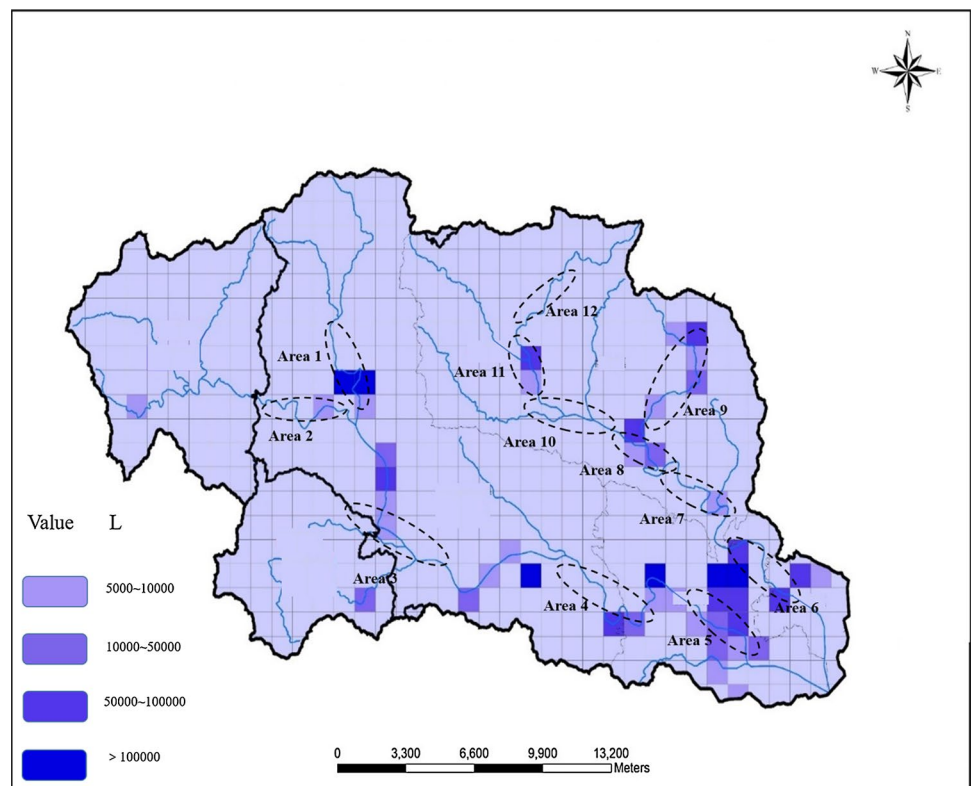 N
W E
S
Area 12
Area 1
Area 11
Area 9
Area 2
Area 10
Area 8
Area 7
Value L
Area 3
5000~10000
Area 4
Area 6
Area 5
10000~50000
50000~100000
> 100000
0 3,300 6,600 9,900 13,200
Meters